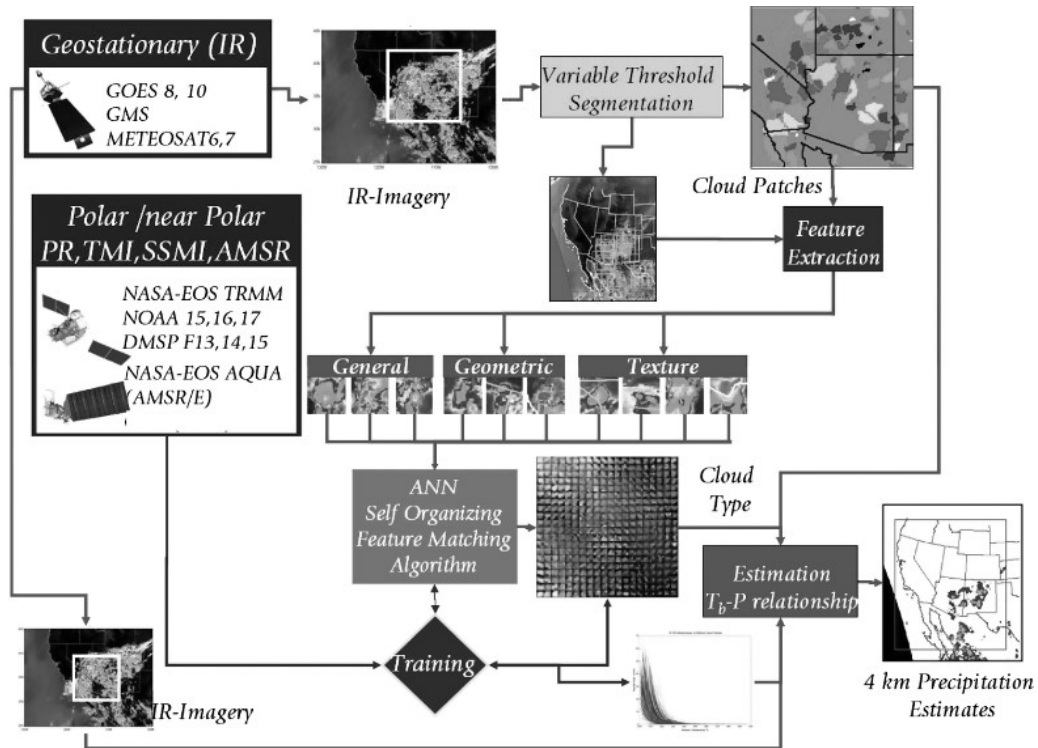 Geostationary (IR)
GOES 8, 10
GMS
METEOSAT6,7
IR-Imagery
Variable Threshold
Segmentation
Cloud Patches
Feature
Extraction
Polar /near Polar
PR,TMI,SSMI,AMSR
NASA-EOS TRMM
NOAA 15,16,17
DMSP F13,14,15
NASA-EOS AQUA
(AMSR/E)
General
Geometric
Texture
ANN
Self Organizing
Feature Matching
Algorithm
Cloud
Type
Estimation
Tb-P relationship
4 km Precipitation
Estimates
Training
IR-Imagery